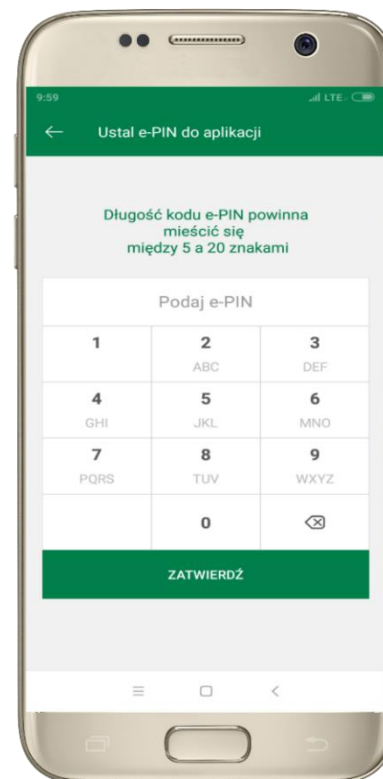 9:59
LTE
Ustal e-PIN do aplikacji
Długość kodu e-PIN powinna
mieścić się
między 5 a 20 znakami
Podaj e-PIN
1 2 3
ABC DEF
4 5 6
GHI JKL MNO
7 8 9
PQRS TUV WXYZ
0
ZATWIERDŹ